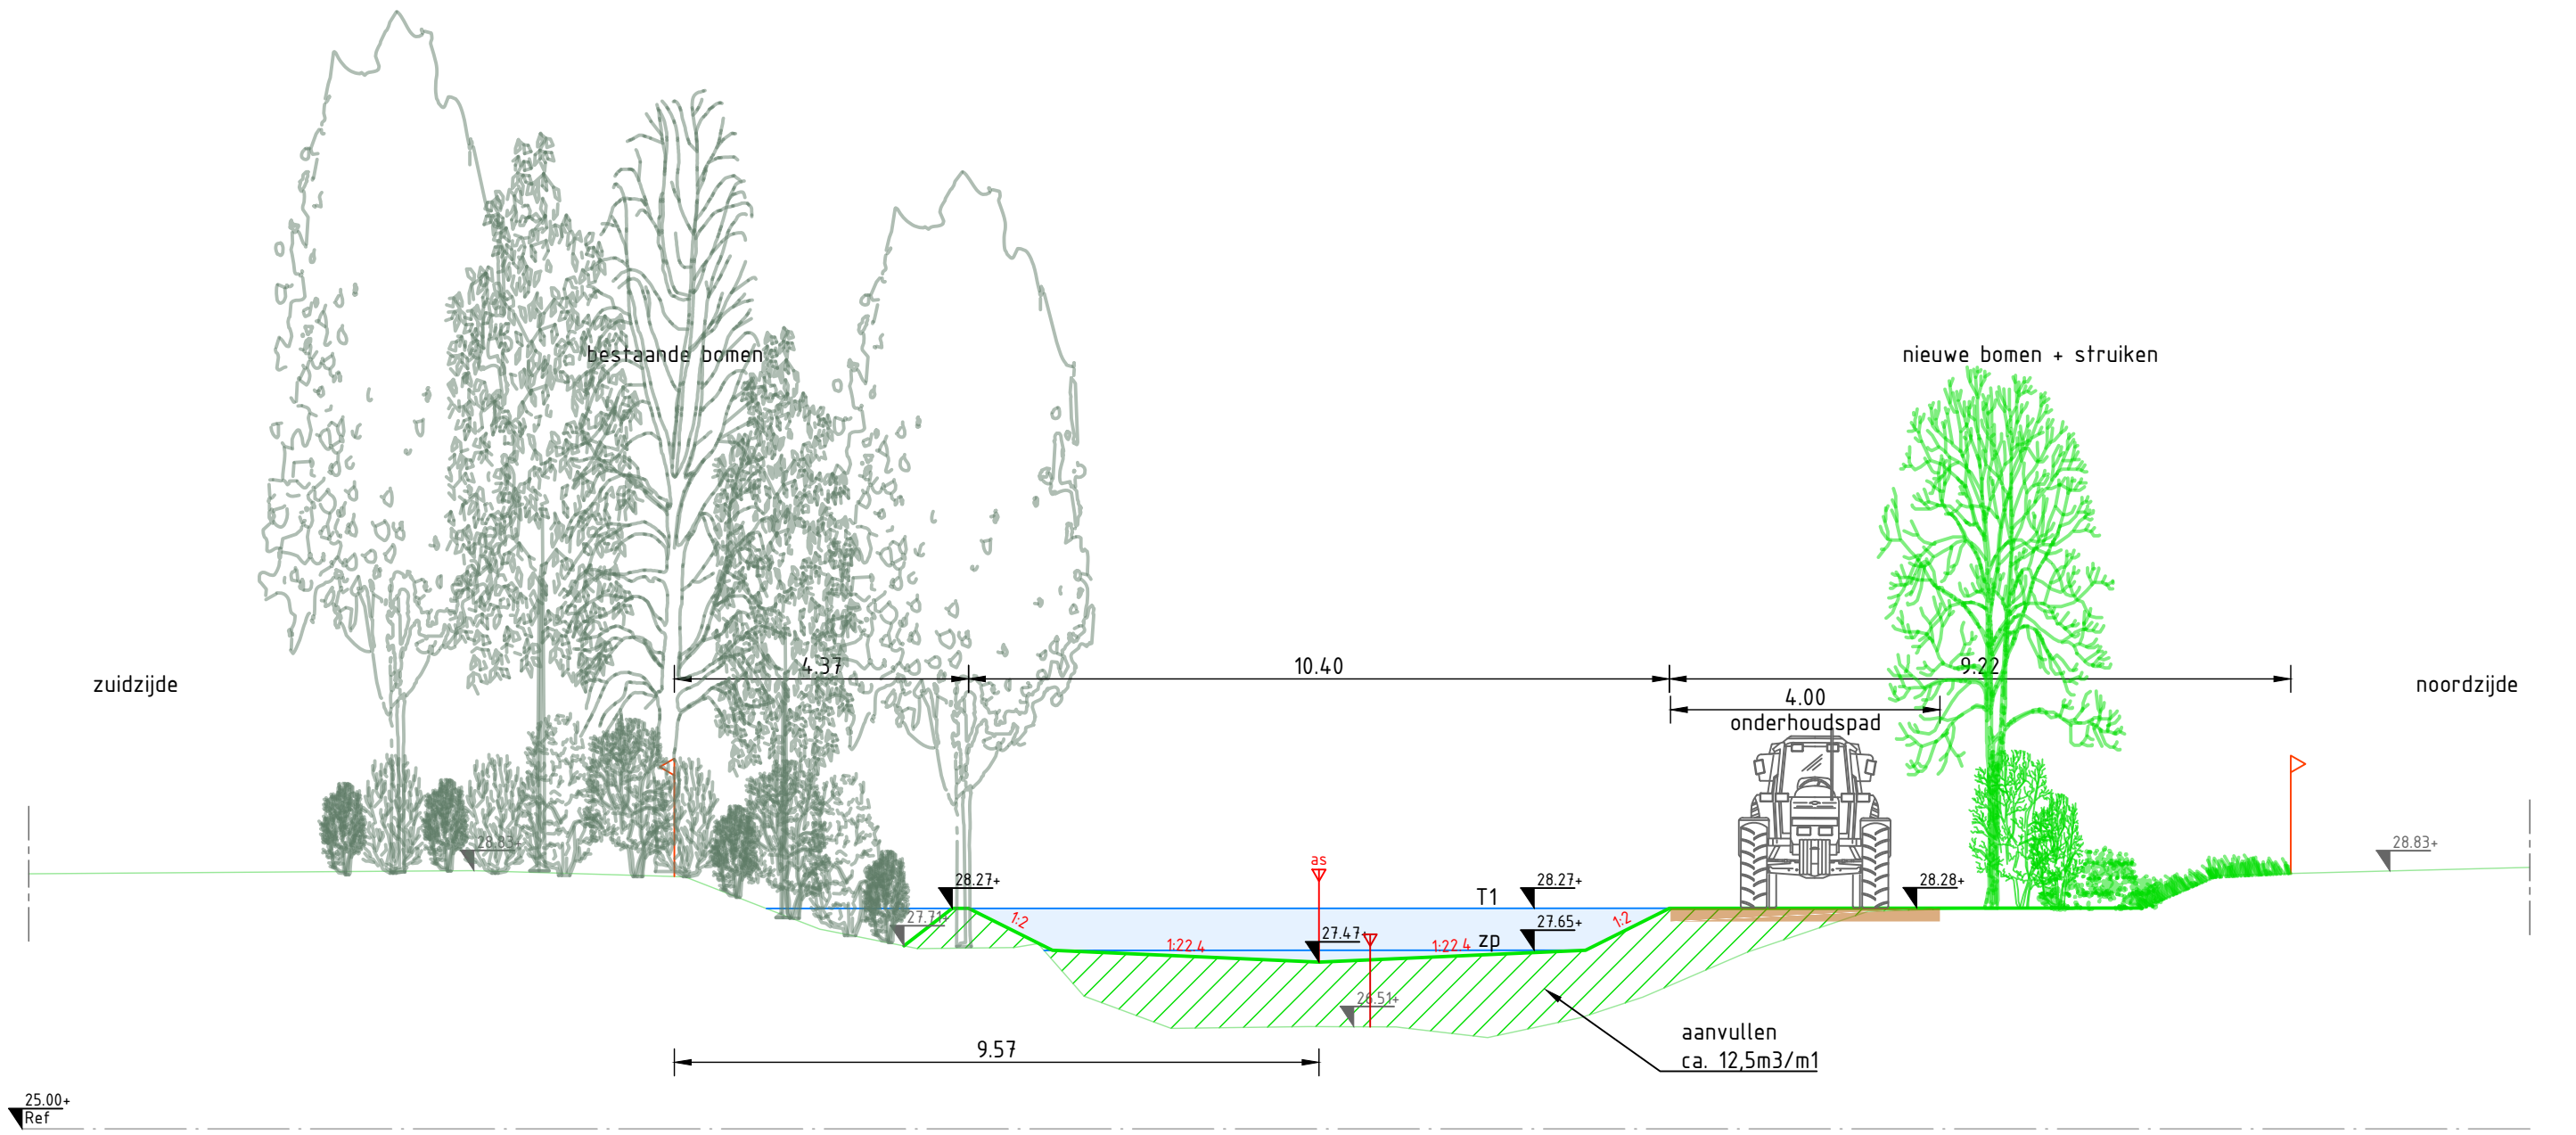 bestaande bomen
nieuwe bomen + struiken
zuidzijde
4.37
10.40
9.22
noordzijde
4.00
onderhoudspad
28.83+
28.83+
as
28.27+
T1
28.27+
28.28+
27.71+
1:2
1:2
27.47+
27.65+
1:22.4
1:22.4
zp
26.51+
aanvullen
ca. 12,5m3/m1
9.57
25.00+
Ref